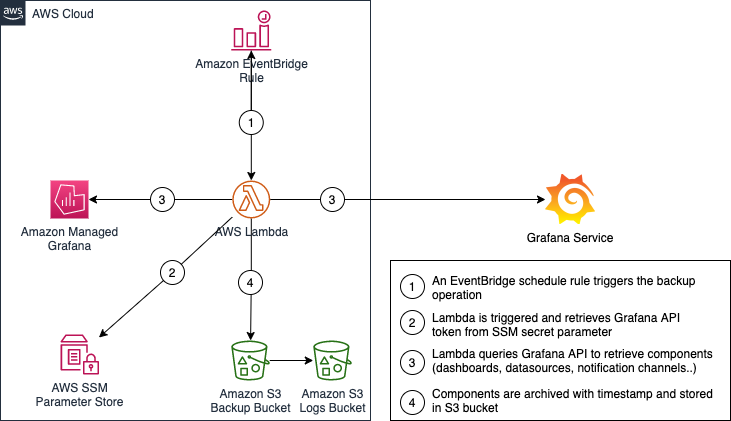 aws
AWS Cloud
Amazon EventBridge
Rule
1
3
3
AWS Lambda
Amazon Managed
Grafana
Grafana Service
2
4
AWS SSM
Parameter Store
Amazon S3
Backup Bucket
Amazon S3
Logs Bucket
1
An EventBridge schedule rule triggers the backup
operation
2
Lambda is triggered and retrieves Grafana API
token from SSM secret parameter
3
Lambda queries Grafana API to retrieve components
(dashboards, datasources, notification channels..)
4
Components are archived with timestamp and stored
in S3 bucket